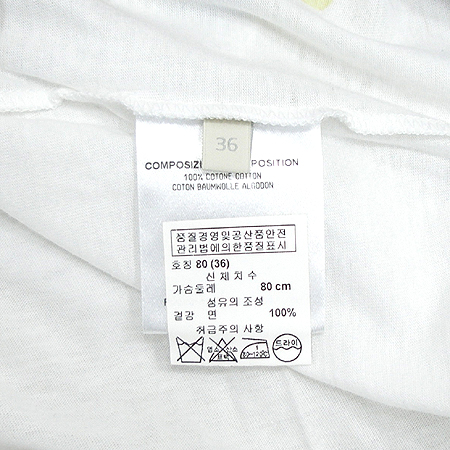 36
COMPOSIZ POSITION
100% COTONE COTTON
COTON BAUMWOLLE ALGODON
품질경영및공산품안전
관리법에의한품질표시
호칭 80 (36)
신체치수
가슴둘레 80 cm
섬유의 조성
겉감 면 100%
취급주의 사항
드라이